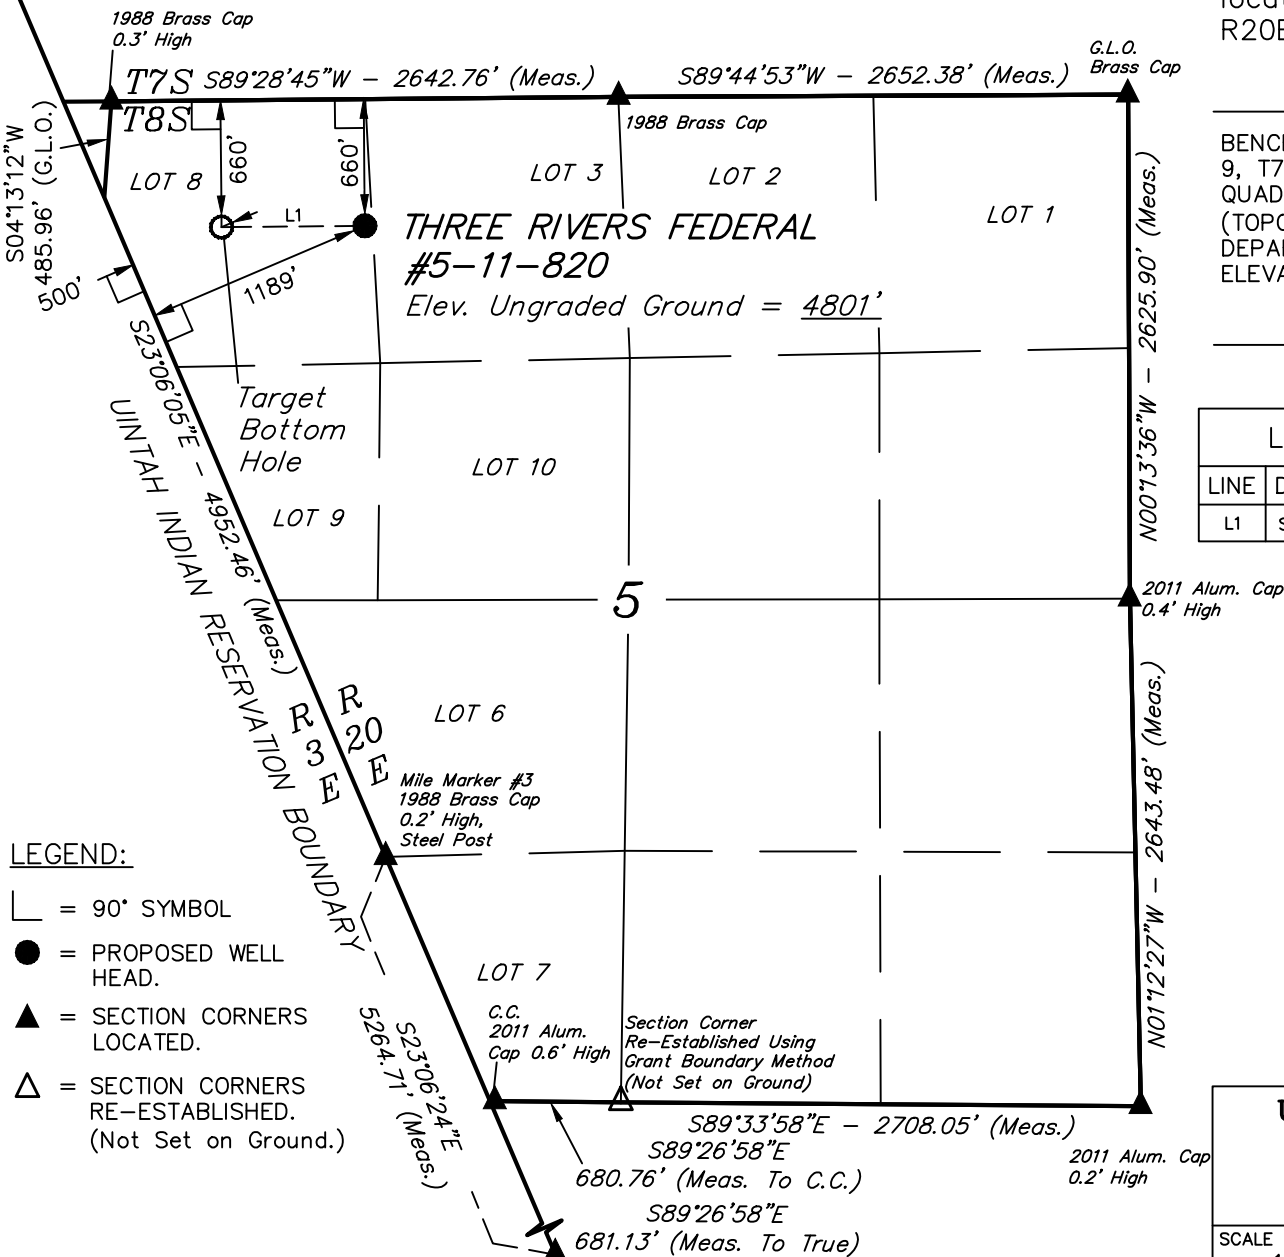 1988 Brass Cap
0.3' High
T7S
T8S
S89°28'45"W - 2642.76' (Meas.)
S89°44'53"W - 2652.38' (Meas.)
G.L.O.
Brass Cap
R20E
1988 Brass Cap
S04°13'12"W
485.96' (G.L.O.)
660'
660'
LOT 8
LOT 3
LOT 2
LOT 1
L1
THREE RIVERS FEDERAL
#5-11-820
Elev. Ungraded Ground = 4801'
500'
1189'
N00°13'36"W - 2625.90' (Meas.)
9, T7
QUAD
(TOPO
ELEVA
Target
Bottom
Hole
S23°06'05"E - 4952.46' (Meas.)
UINTAH INDIAN RESERVATION BOUNDARY
LOT 10
LOT 9
L
LINE D
L1 S
5
2011 Alum. Cap
0.4' High
R
3
E
R
20
E
LOT 6
Mile Marker #3
1988 Brass Cap
0.2' High,
Steel Post
N01°12'27"W - 2643.48' (Meas.)
LEGEND:
= 90° SYMBOL
= PROPOSED WELL
HEAD.
= SECTION CORNERS
LOCATED.
= SECTION CORNERS
RE-ESTABLISHED.
(Not Set on Ground.)
LOT 7
C.C.
2011 Alum.
Cap 0.6' High
Section Corner
Re-Established Using
Grant Boundary Method
(Not Set on Ground)
S23°06'24"E
5264.71' (Meas.)
S89°33'58"E - 2708.05' (Meas.)
S89°26'58"E
680.76' (Meas. To C.C.)
S89°26'58"E
681.13' (Meas. To True)
2011 Alum. Cap
0.2' High
SCALE